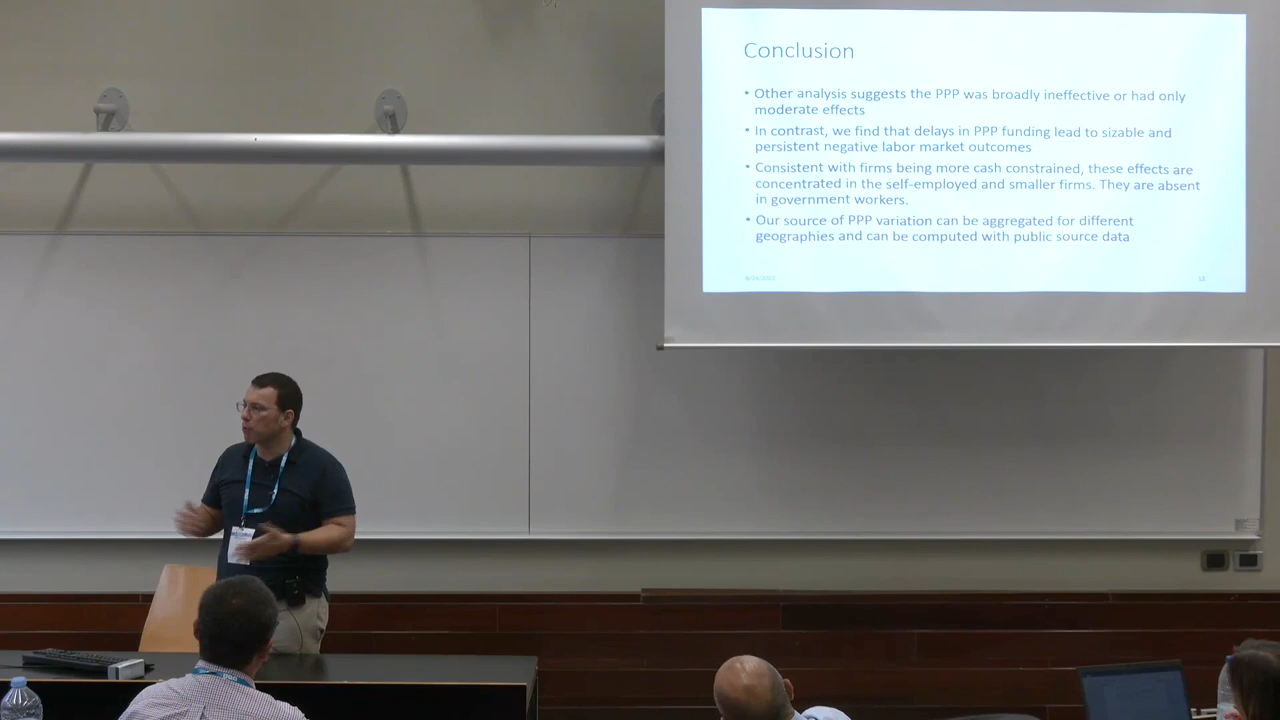 Conclusion
• Other analysis suggests the PPP was broadly ineffective or had only
moderate effects
• In contrast, we find that delays in PPP funding lead to sizable and
persistent negative labor market outcomes
• Consistent with firms being more cash constrained, these effects are
concentrated in the self-employed and smaller firms. They are absent
in government workers.
• Our source of PPP variation can be aggregated for different
geographies and can be computed with public source data